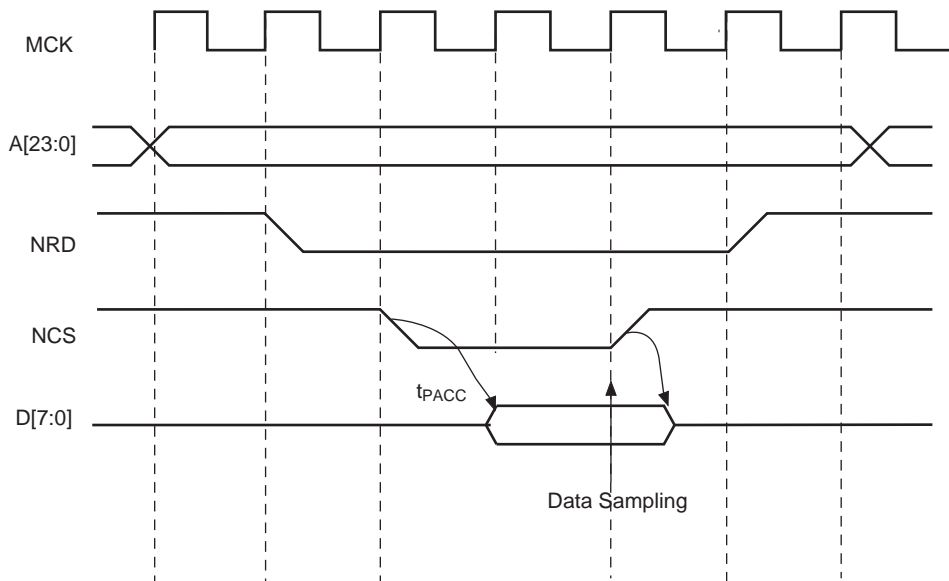 MCK
A[23:0]
NRD
NCS
tPACC
D[7:0]
Data Sampling